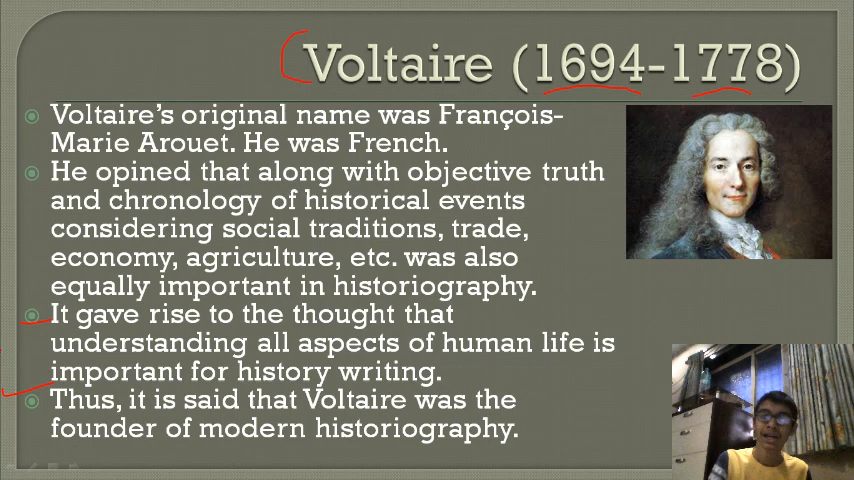 Voltaire (1694-1778)
Voltaire's original name was François-
Marie Arouet. He was French.
He opined that along with objective truth
and chronology of historical events
considering social traditions, trade,
economy, agriculture, etc. was also
equally important in historiography.
It gave rise to the thought that
understanding all aspects of human life is
important for history writing.
Thus, it is said that Voltaire was the
founder of modern historiography.